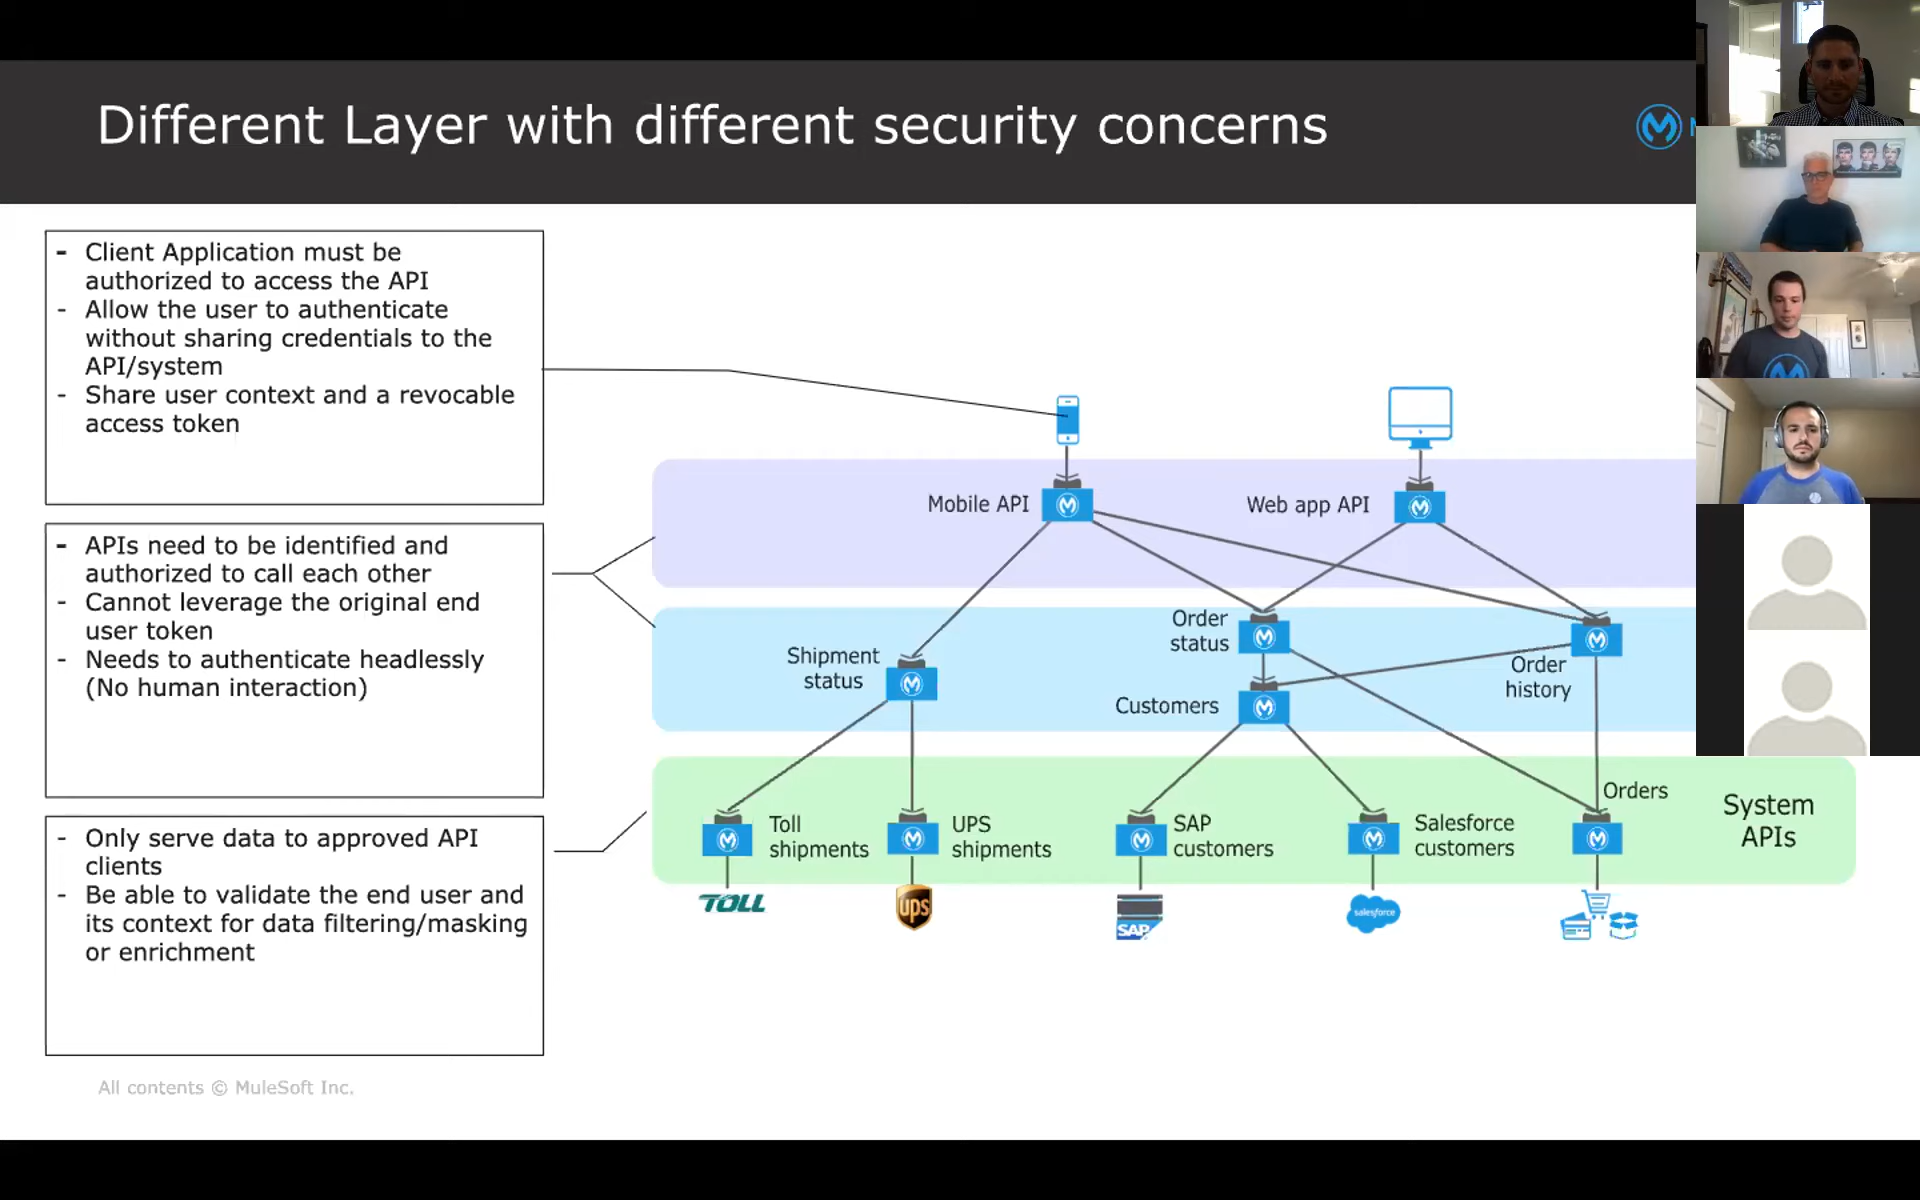 Different Layer with different security concerns
- Client Application must be
authorized to access the API
- Allow the user to authenticate
without sharing credentials to the
API/system
- Share user context and a revocable
access token
- APIs need to be identified and
authorized to call each other
- Cannot leverage the original end
user token
- Needs to authenticate headlessly
(No human interaction)
- Only serve data to approved API
clients
- Be able to validate the end user and
its context for data filtering/masking
or enrichment
Mobile API
Web app API
Shipment
status
Order
status
Customers
Order
history
Toll
shipments
UPS
shipments
SAP
customers
Salesforce
customers
Orders
System
APIs
TOLL
ups
SAP
salesforce
All contents © MuleSoft Inc.